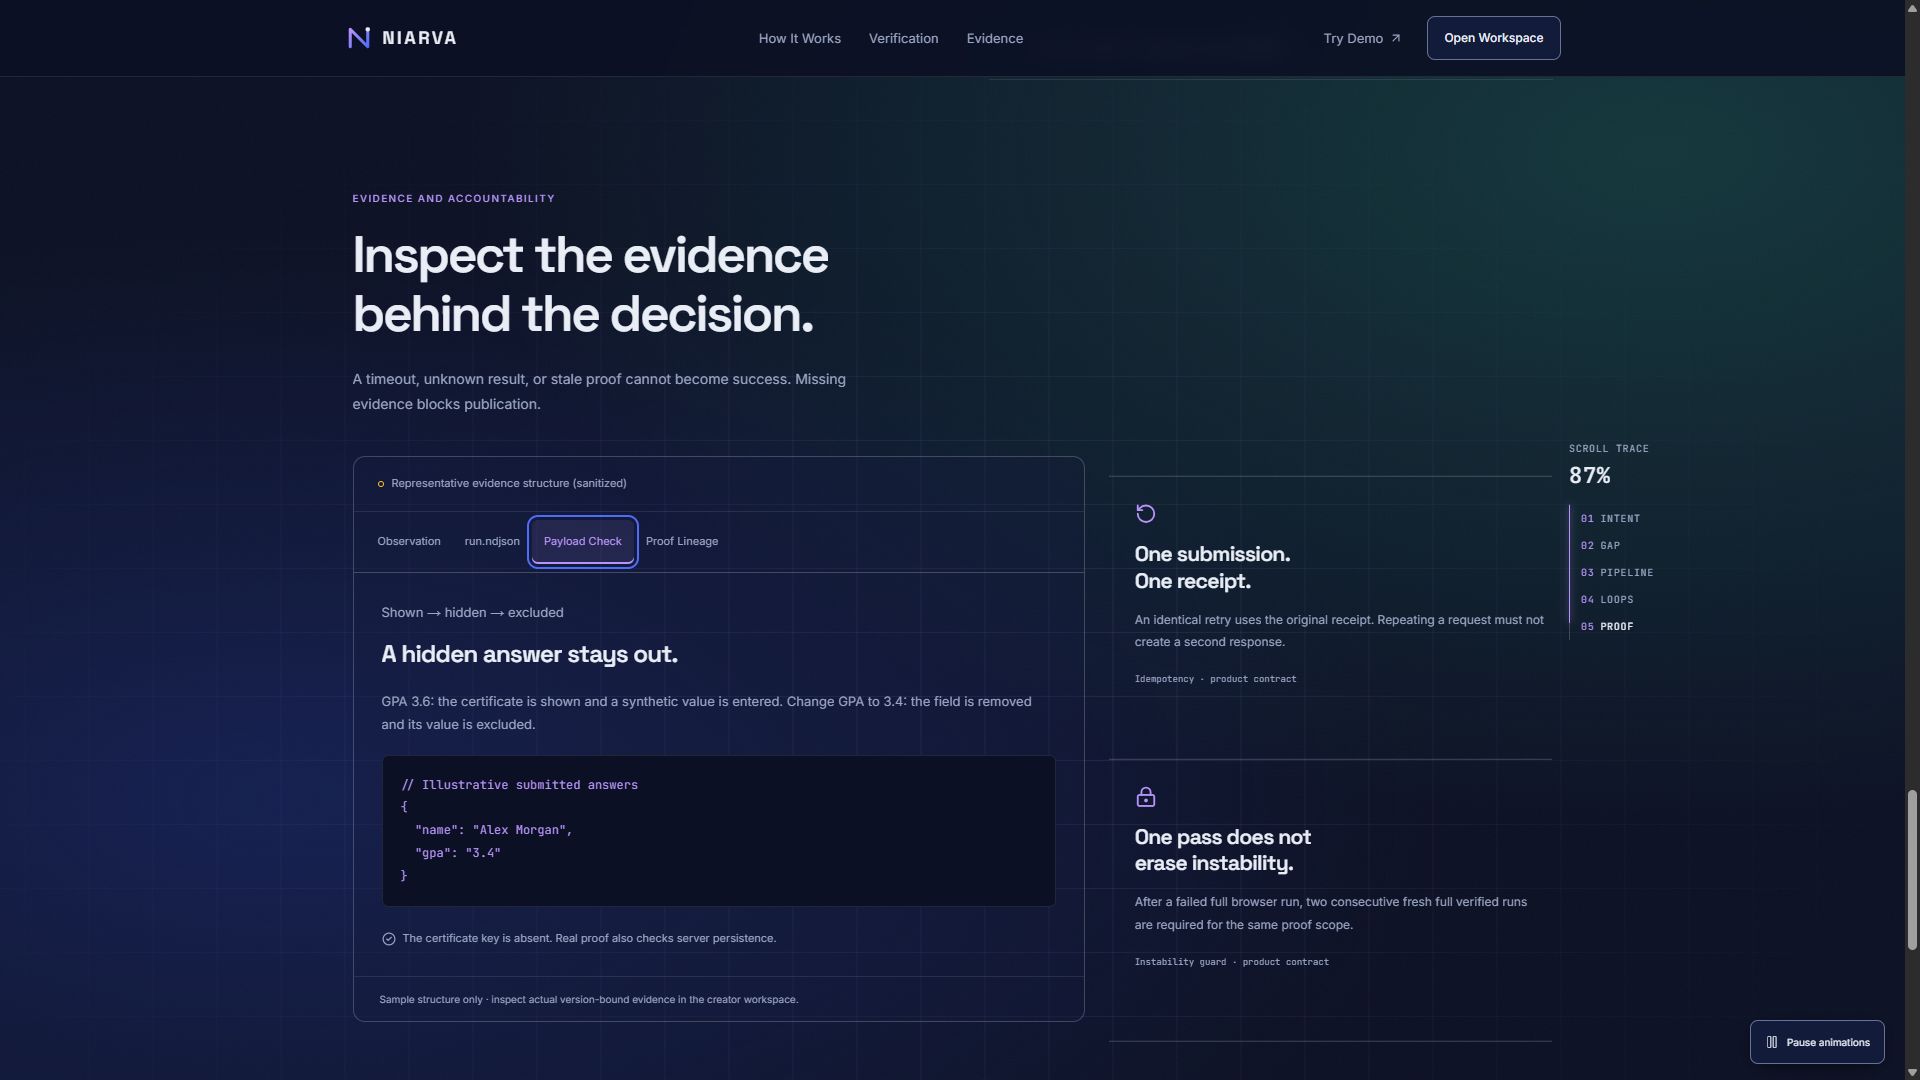 NIARVA
How It Works
Verification
Evidence
Try Demo
Open Workspace
EVIDENCE AND ACCOUNTABILITY
Inspect the evidence
behind the decision.
A timeout, unknown result, or stale proof cannot become success. Missing
evidence blocks publication.
Representative evidence structure (sanitized)
Observation
run.ndjson
Payload Check
Proof Lineage
Shown → hidden → excluded
A hidden answer stays out.
GPA 3.6: the certificate is shown and a synthetic value is entered. Change GPA to 3.4: the field is removed
and its value is excluded.
// Illustrative submitted answers
{
"name": "Alex Morgan",
"gpa": "3.4"
}
The certificate key is absent. Real proof also checks server persistence.
Sample structure only · inspect actual version-bound evidence in the creator workspace.
One submission.
One receipt.
An identical retry uses the original receipt. Repeating a request must not
create a second response.
Idempotency · product contract
One pass does not
erase instability.
After a failed full browser run, two consecutive fresh full verified runs
are required for the same proof scope.
Instability guard · product contract
SCROLL TRACE
87%
01 INTENT
02 GAP
03 PIPELINE
04 LOOPS
05 PROOF
Pause animations